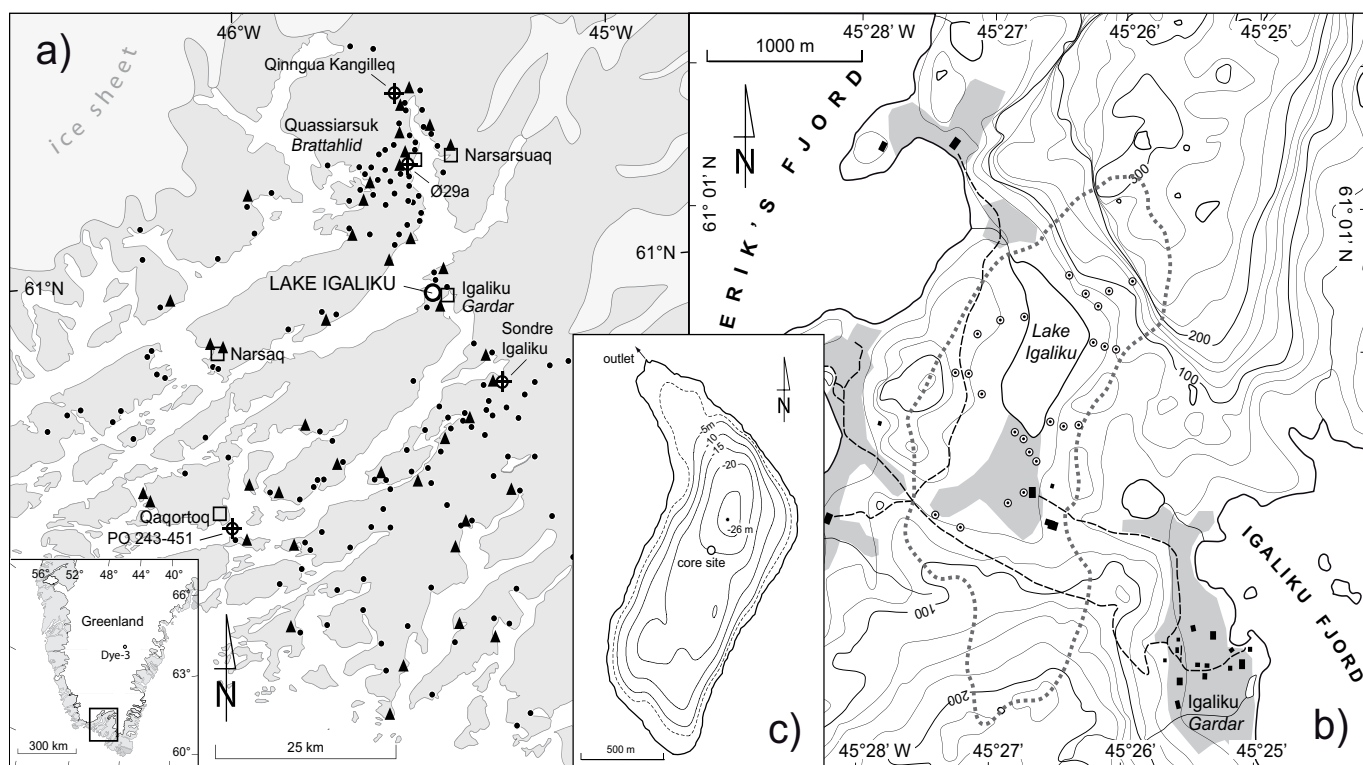 a)
46°W
45°W
ice sheet
Qinngua Kangilleq
Quassiarsuk
Brattahlid
Narsarsuaq
Ø29a
61°N
LAKE IGALIKU
61°N
Igaliku
Gardar
Sondre
Igaliku
Narsaq
Qaqortoq
PO 243-451
56°
52°
48°
44°
40°
66°
Greenland
Dye-3
63°
60°
300 km
N
25 km
outlet
N
-5m
-10
-15
-20
-26 m
core site
500 m
c)
1000 m
45°28' W
45°27'
45°26'
45°25'
N
ERIK'S FJORD
61° 01' N
61° 01' N
300
200
100
Lake
Igaliku
100
200
IGALIKU FJORD
Igaliku
Gardar
45°28' W
45°27'
45°26'
45°25'
b)